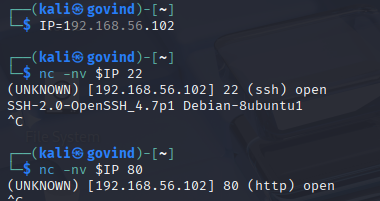 ┌──(kali㉿govind)-[~]
└─$ IP=192.168.56.102
┌──(kali㉿govind)-[~]
└─$ nc -nv $IP 22
(UNKNOWN) [192.168.56.102] 22 (ssh) open
SSH-2.0-OpenSSH_4.7p1 Debian-8ubuntu1
^C
File System
┌──(kali㉿govind)-[~]
└─$ nc -nv $IP 80
(UNKNOWN) [192.168.56.102] 80 (http) open
^C